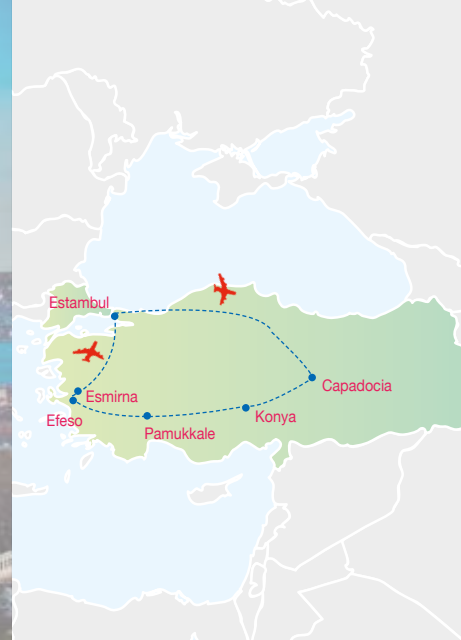 Estambul
Esmirna
Efeso
Pamukkale
Konya
Capadocia